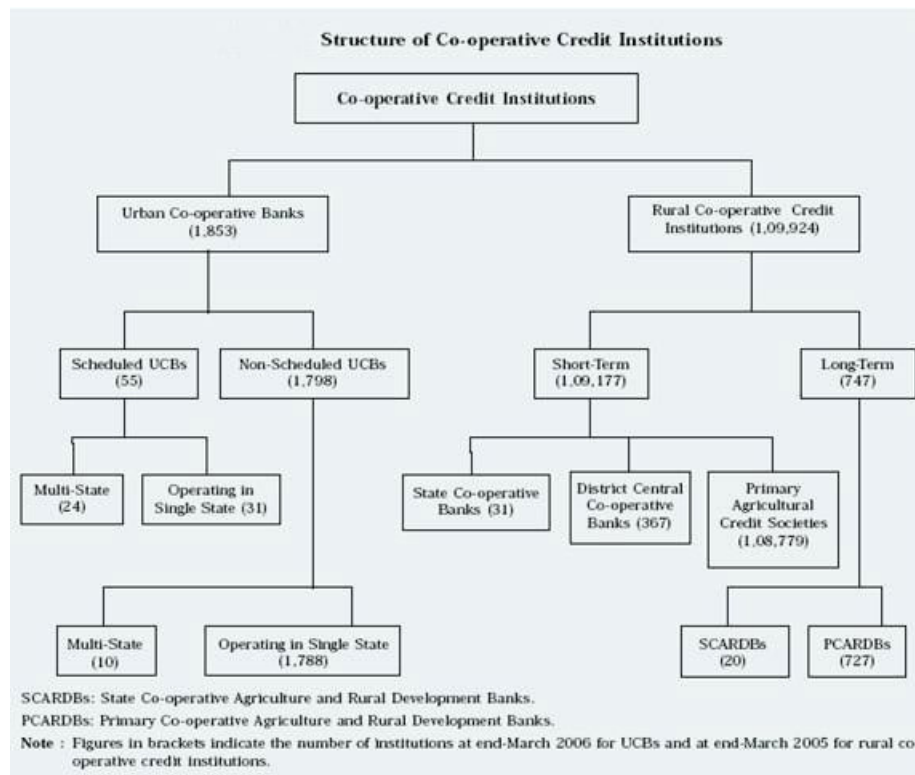 Structure of Co-operative Credit Institutions
Co-operative Credit Institutions
Urban Co-operative Banks
(1,853)
Rural Co-operative Credit
Institutions (1,09,924)
Scheduled UCBs
(55)
Non-Scheduled UCBs
(1,798)
Short-Term
(1,09,177)
Long-Term
(747)
Multi-State
(24)
Operating in
Single State (31)
State Co-operative
Banks (31)
District Central
Co-operative
Banks (367)
Primary
Agricultural
Credit Societies
(1,08,779)
Multi-State
(10)
Operating in Single State
(1,788)
SCARDBs
(20)
PCARDBs
(727)
SCARDBs: State Co-operative Agriculture and Rural Development Banks.
PCARDBs: Primary Co-operative Agriculture and Rural Development Banks.
Note : Figures in brackets indicate the number of institutions at end-March 2006 for UCBs and at end-March 2005 for rural co
operative credit institutions.